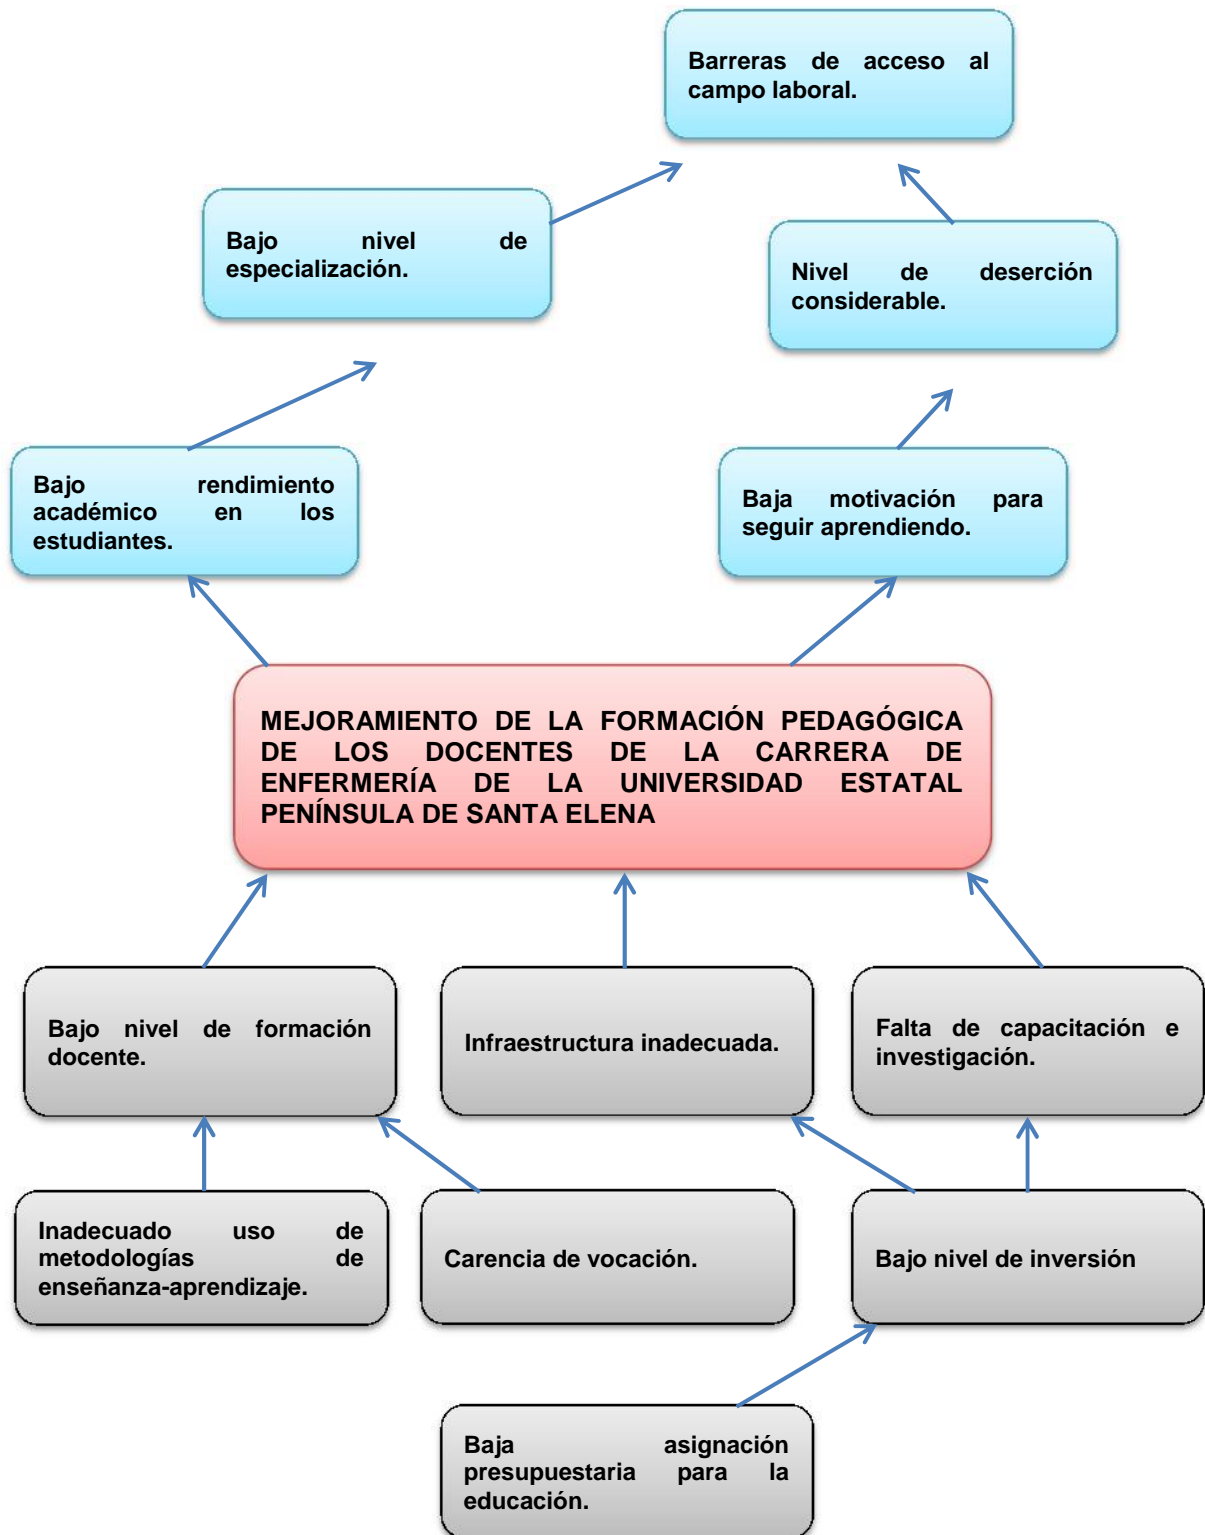 Barreras de acceso al
campo laboral.
Bajo nivel de
especialización.
Nivel de deserción
considerable.
Bajo rendimiento
académico en los
estudiantes.
Baja motivación para
seguir aprendiendo.
MEJORAMIENTO DE LA FORMACIÓN PEDAGÓGICA
DE LOS DOCENTES DE LA CARRERA DE
ENFERMERÍA DE LA UNIVERSIDAD ESTATAL
PENÍNSULA DE SANTA ELENA
Bajo nivel de formación
docente.
Infraestructura inadecuada.
Falta de capacitación e
investigación.
Inadecuado uso de
metodologías de
enseñanza-aprendizaje.
Carencia de vocación.
Bajo nivel de inversión
Baja asignación
presupuestaria para la
educación.